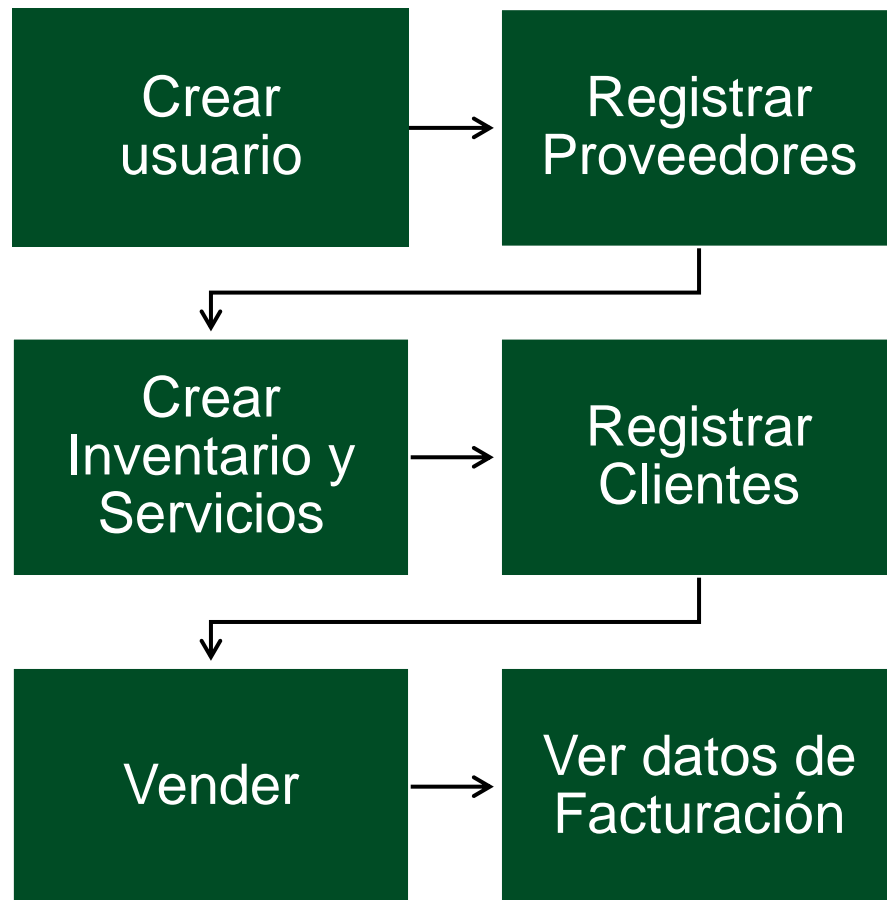 Crear
usuario
Registrar
Proveedores
Crear
Inventario y
Servicios
Registrar
Clientes
Vender
Ver datos de
Facturación